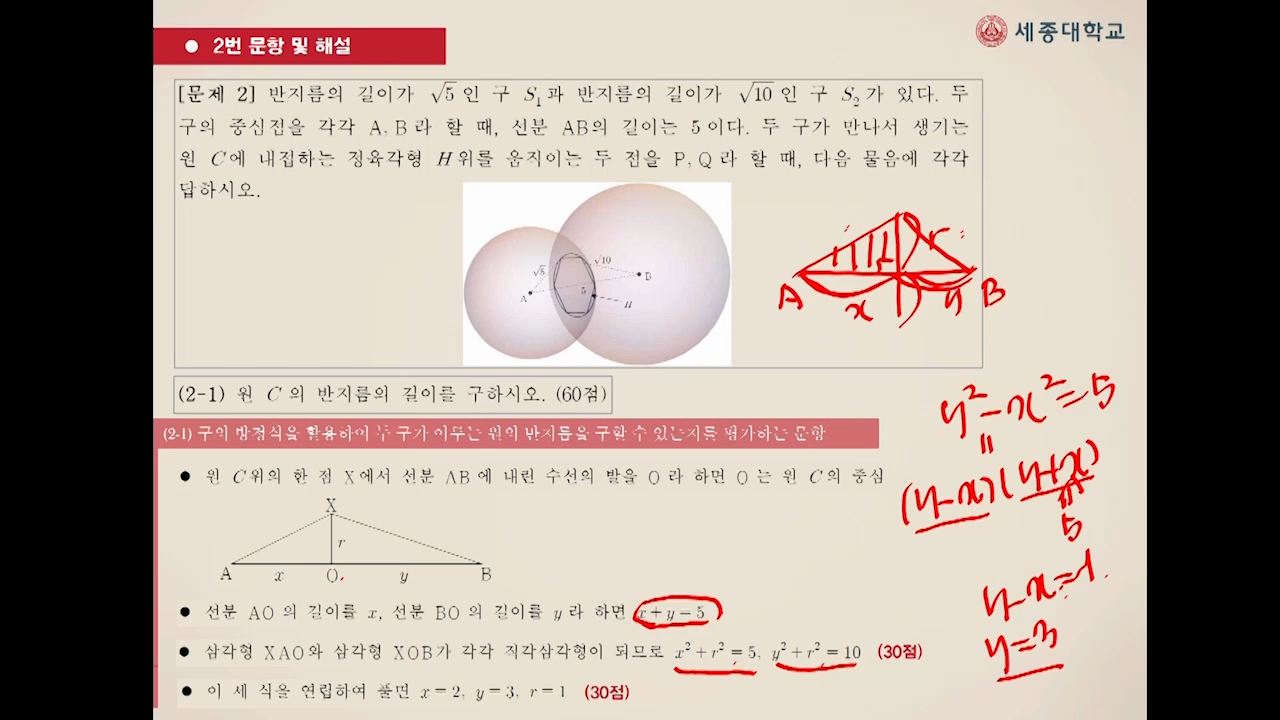 세종대학교
● 2번 문항 및 해설
[문제 2] 반지름의 길이가 √5 인 구 S₁과 반지름의 길이가 √10 인 구 S₂가 있다. 두
구의 중심점을 각각 A, B 라 할 때, 선분 AB의 길이는 5 이다. 두 구가 만나서 생기는
원 C에 내접하는 정육각형 H위를 움직이는 두 점을 P, Q 라 할 때, 다음 물음에 각각
답하시오.
√5 √10
A 5 B
H
r
A x y B
(2-1) 원 C 의 반지름의 길이를 구하시오. (60점)
y²-x²=5
=
(y-x)(y+x)
=
5
y-x=1
y=3
(2-1) 구의 방정식을 활용하여 두 구가 이루는 원의 반지름을 구할 수 있는지를 평가하는 문항
● 원 C위의 한 점 X에서 선분 AB 에 내린 수선의 발을 O 라 하면 O 는 원 C의 중심
X
r
A x O y B
● 선분 AO 의 길이를 x, 선분 BO 의 길이를 y 라 하면 x+y=5
● 삼각형 XAO와 삼각형 XOB가 각각 직각삼각형이 되므로 x²+r²=5, y²+r²=10 (30점)
● 이 세 식을 연립하여 풀면 x=2, y=3, r=1 (30점)